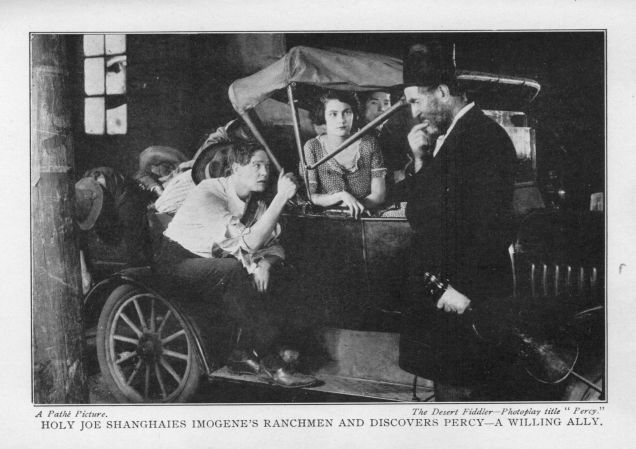 A Pathé Picture.
The Desert Fiddler—Photoplay title "Percy."
HOLY JOE SHANGHAIES IMOGENE'S RANCHMEN AND DISCOVERS PERCY—A WILLING ALLY.